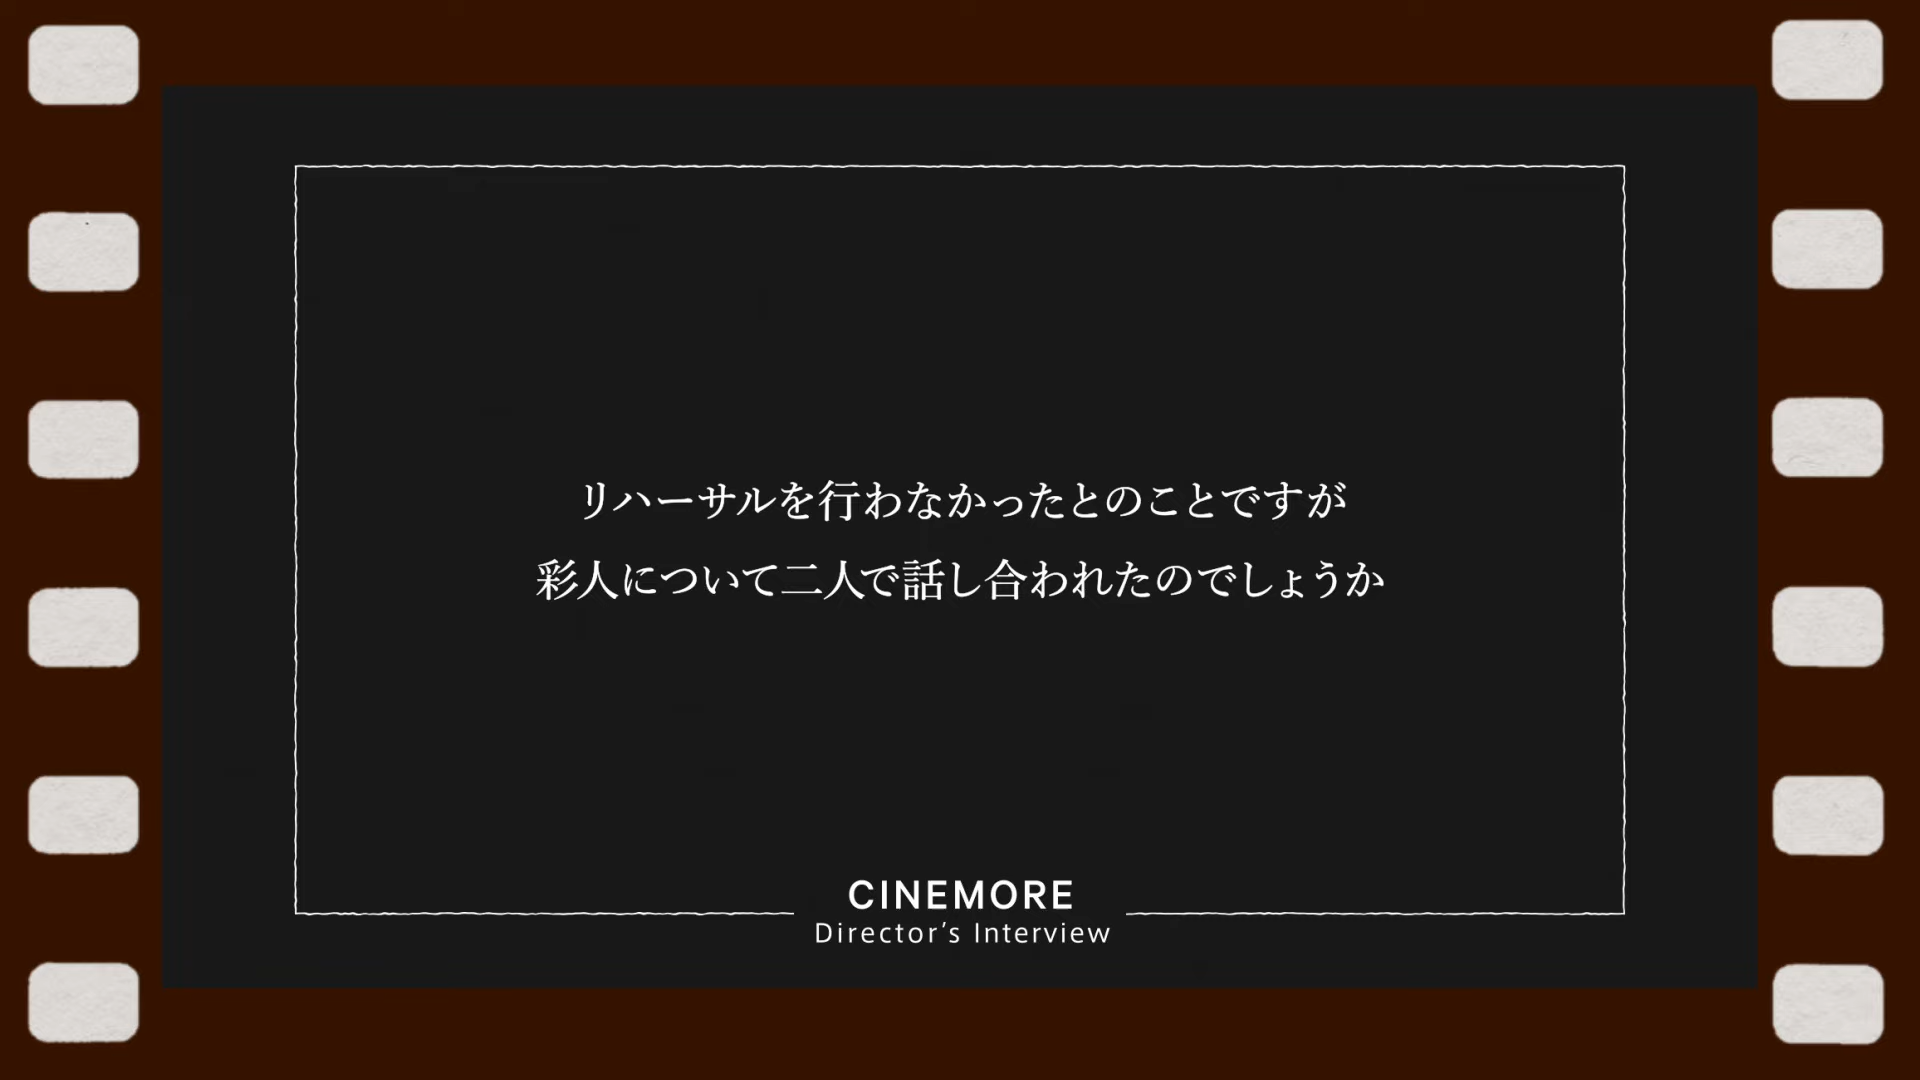 リハーサルを行わなかったとのことですが
彩人について二人で話し合われたのでしょうか
CINEMORE
Director's Interview